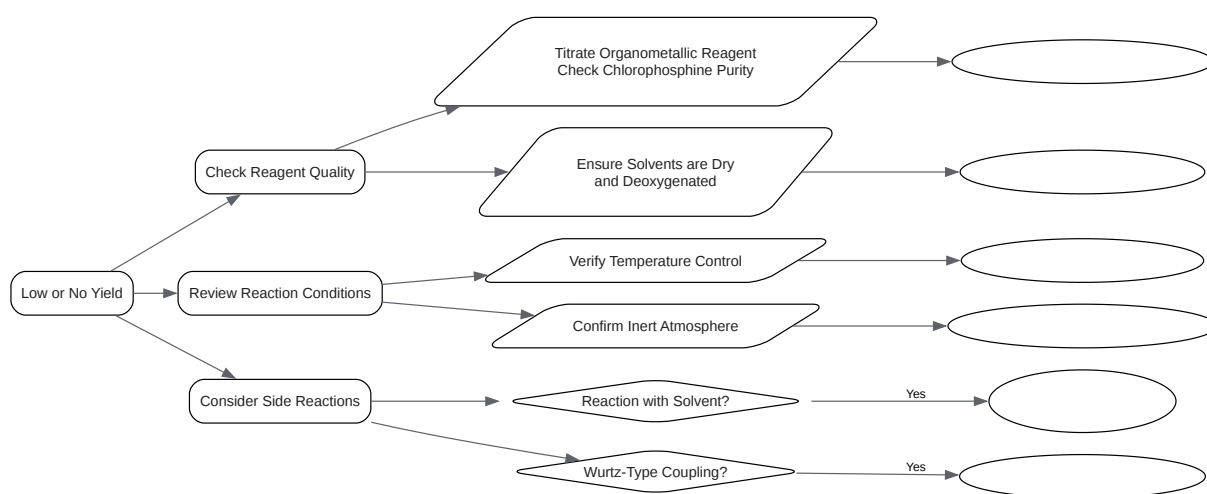 Titrate Organometallic Reagent
Check Chlorophosphine Purity
Check Reagent Quality
Ensure Solvents are Dry
and Deoxygenated
Low or No Yield
Review Reaction Conditions
Verify Temperature Control
Confirm Inert Atmosphere
Consider Side Reactions
Reaction with Solvent?
Yes
Wurtz-Type Coupling?
Yes